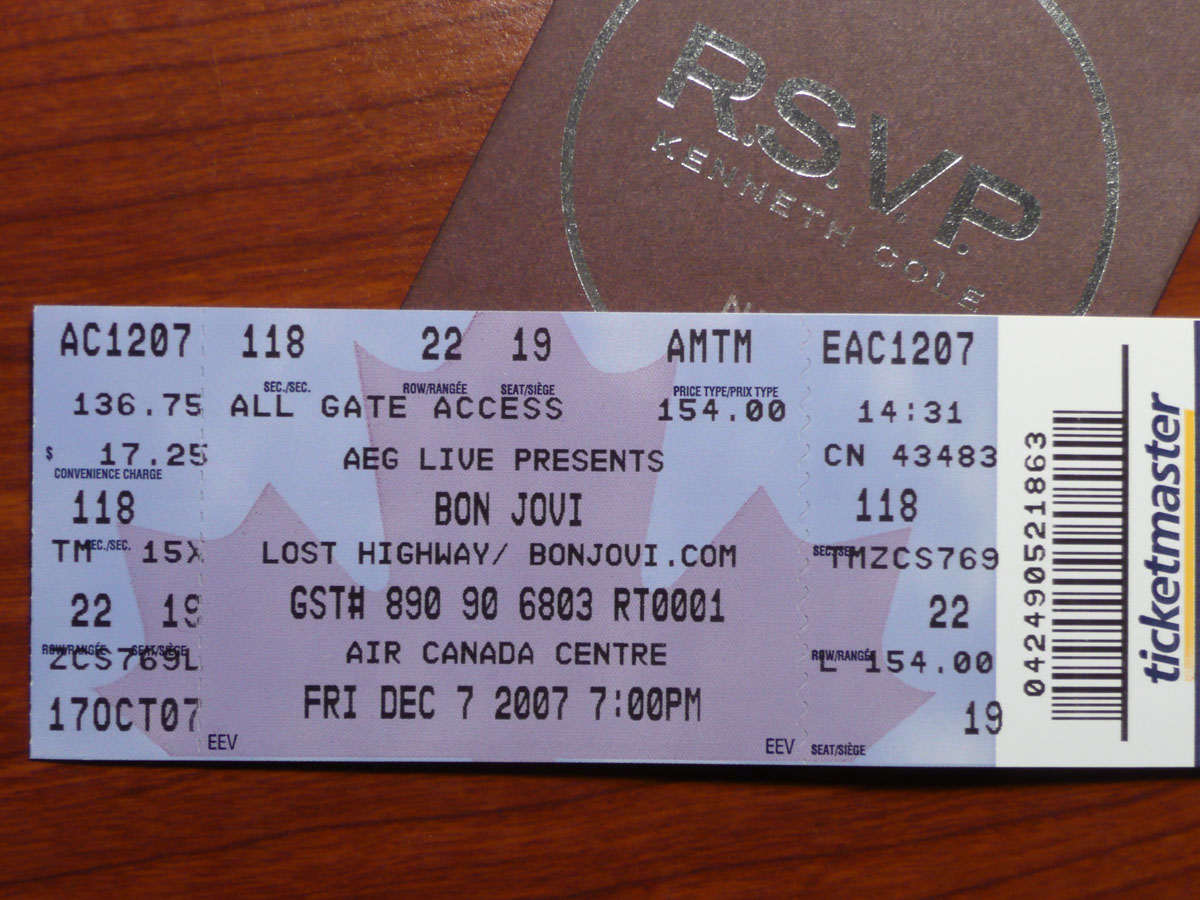 R.S.V.P.
KENNETH COLE
AC1207 118 22 19 AMTM EAC1207
SEC./SEC. ROW/RANGÉE SEAT/SIÈGE PRICE TYPE/PRIX TYPE
136.75 ALL GATE ACCESS 154.00 14:31
$ 17.25 AEG LIVE PRESENTS CN 43483
CONVENIENCE CHARGE
118 BON JOVI 118
SEC./SEC.
TM 15X LOST HIGHWAY/ BONJOVI.COM TMZCS769
22 19 GST# 890 90 6803 RT0001 22
ROW/RANGÉE SEAT/SIÈGE ROW/RANGÉE
ZCS769L AIR CANADA CENTRE L 154.00
17OCT07 FRI DEC 7 2007 7:00PM 19
EEV EEV SEAT/SIÈGE
042490521863
ticketmaster